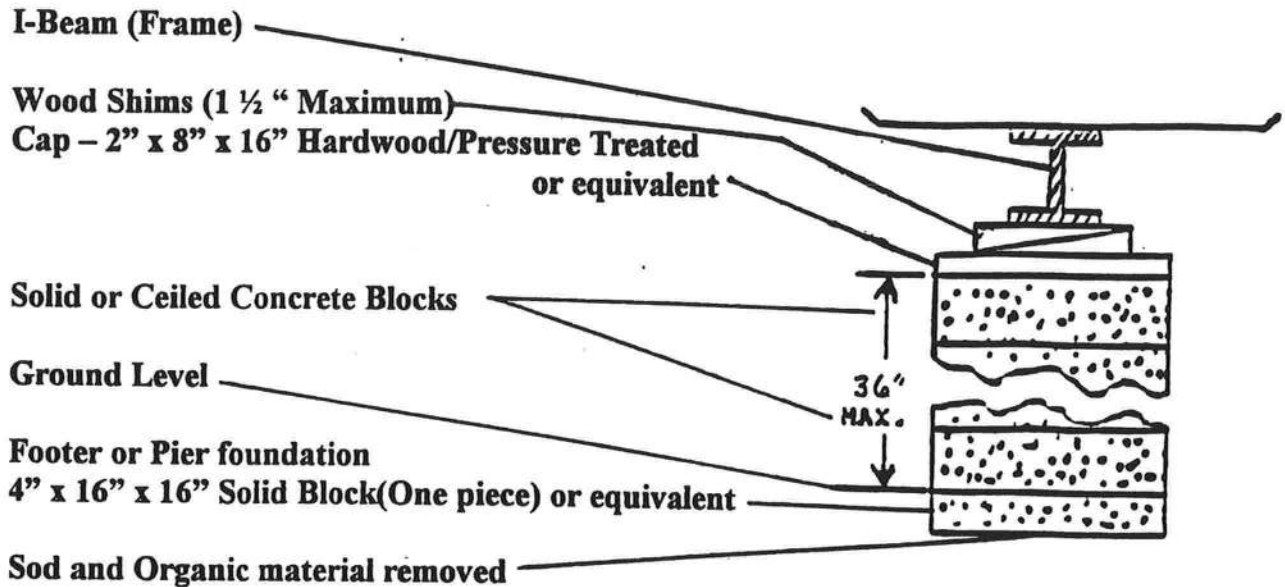 I-Beam (Frame)
Wood Shims (1 ½ “ Maximum)
Cap – 2” x 8” x 16” Hardwood/Pressure Treated
or equivalent
Solid or Ceiled Concrete Blocks
36"
MAX.
Ground Level
Footer or Pier foundation
4” x 16” x 16” Solid Block(One piece) or equivalent
Sod and Organic material removed